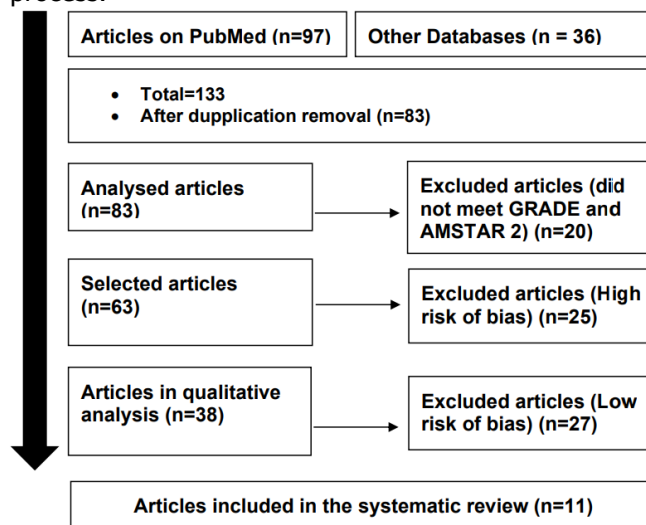 process.
Articles on PubMed (n=97)
Other Databases (n = 36)
• Total=133
• After dupplication removal (n=83)
Analysed articles
(n=83)
Excluded articles (did
not meet GRADE and
AMSTAR 2) (n=20)
Selected articles
(n=63)
Excluded articles (High
risk of bias) (n=25)
Articles in qualitative
analysis (n=38)
Excluded articles (Low
risk of bias) (n=27)
Articles included in the systematic review (n=11)